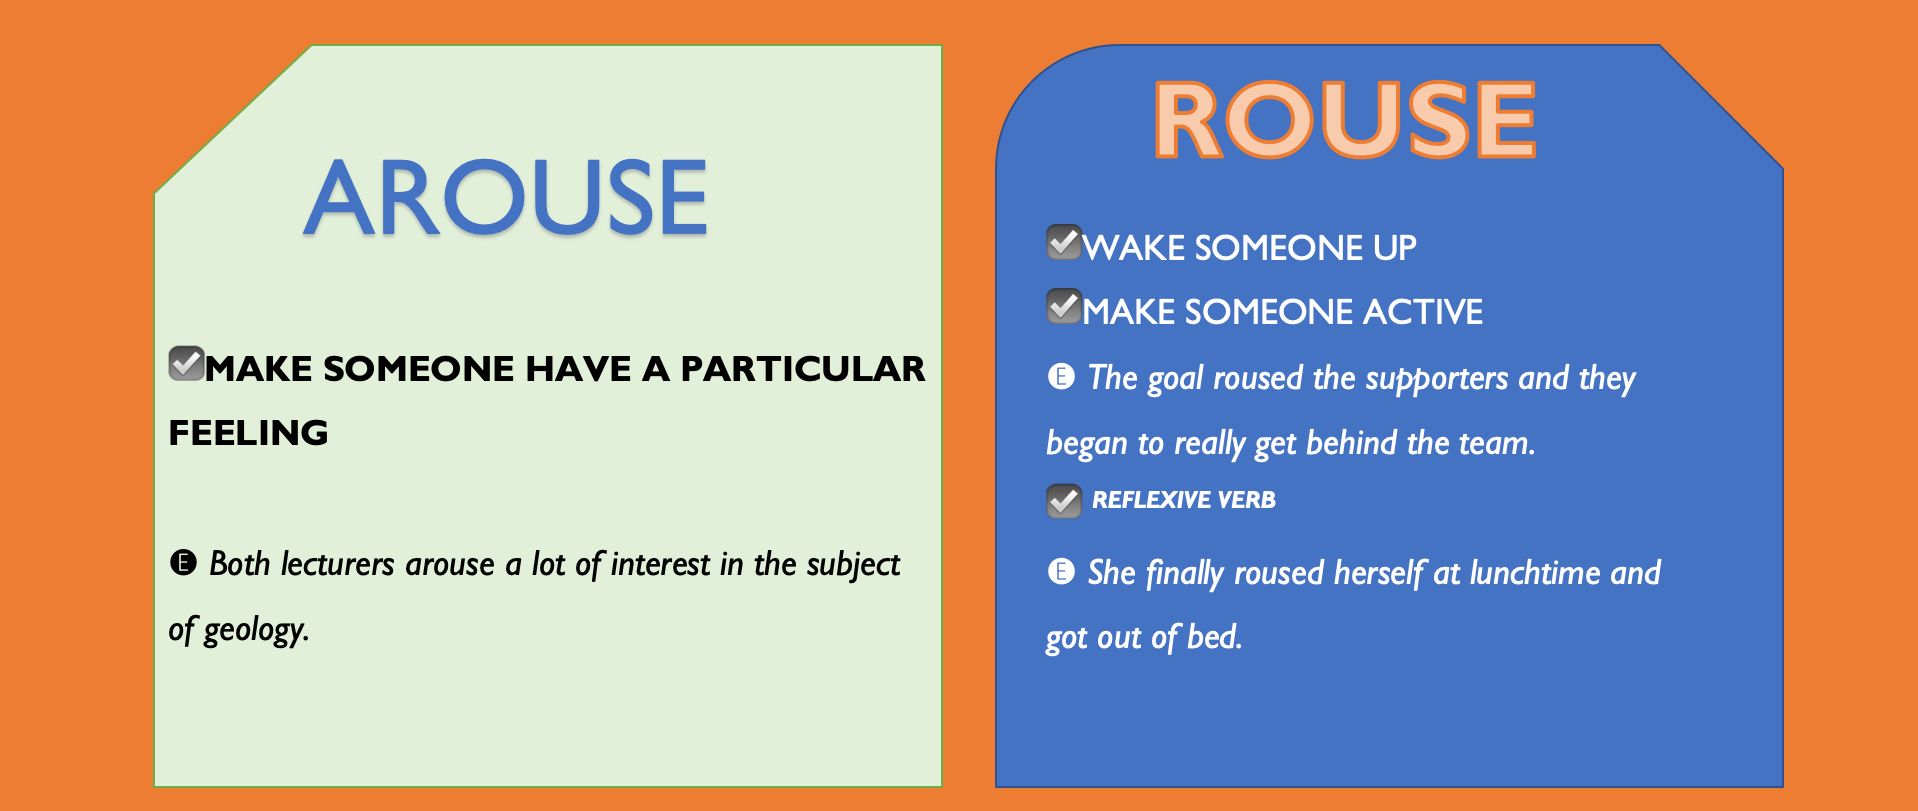 AROUSE
☑MAKE SOMEONE HAVE A PARTICULAR
FEELING
🅔 Both lecturers arouse a lot of interest in the subject
of geology.
ROUSE
☑WAKE SOMEONE UP
☑MAKE SOMEONE ACTIVE
🅔 The goal roused the supporters and they
began to really get behind the team.
☑ REFLEXIVE VERB
🅔 She finally roused herself at lunchtime and
got out of bed.